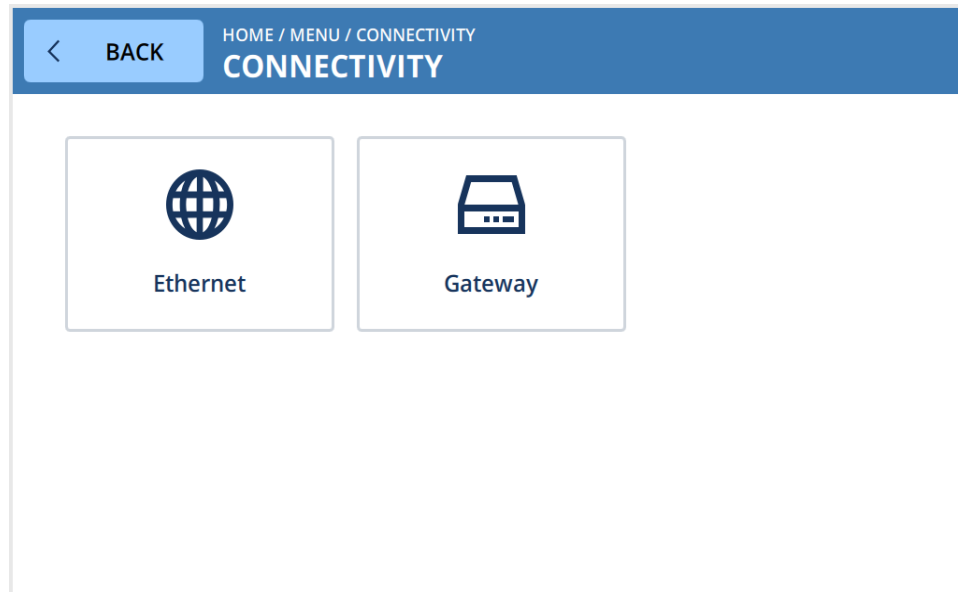 BACK
HOME / MENU / CONNECTIVITY
CONNECTIVITY
Ethernet
Gateway